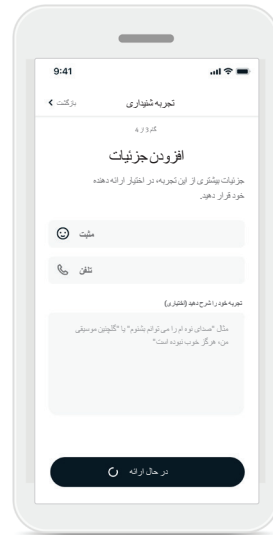 9:41
بازگشت
تجربه شنیداری
گام ۳ از ۴
افزودن جزئیات
جزئیات بیشتری از این تجربه، در اختیار ارائه دهنده
خود قرار دهید.
مثبت
تلفن
تجربه خود را شرح دهید (اختیاری)
مثال "صدای نوه ام را می توانم بشنوم" یا "گلچین موسیقی
من، هرگز خوب نبوده است"
در حال ارائه